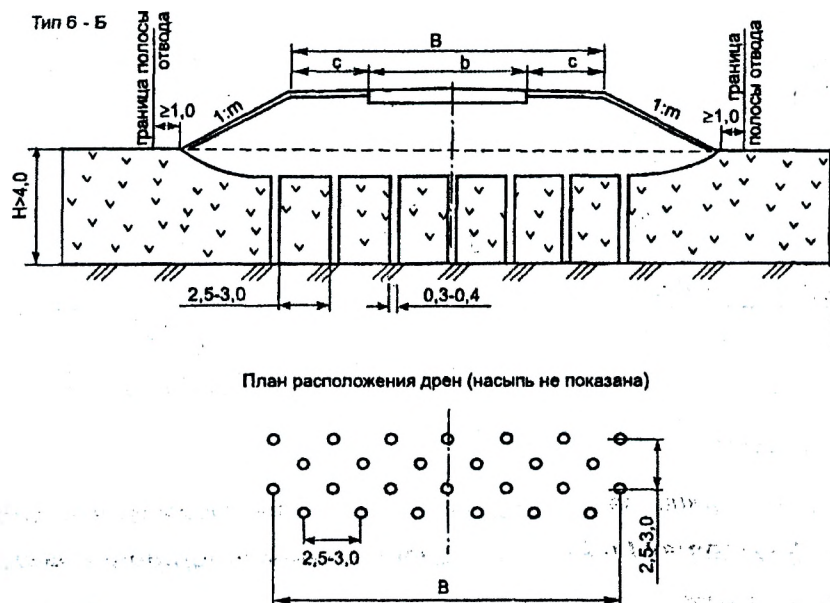 Тип 6 - Б
граница полосы
отвода
≥1,0
1:m
B
c
b
c
1:m
≥1,0
граница
полосы отвода
H>4,0
2,5-3,0
0,3-0,4
План расположения дрен (насыпь не показана)
2,5-3,0
2,5-3,0
B